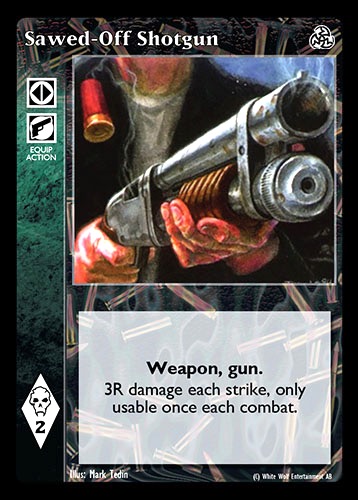 Sawed-Off Shotgun
EQUIP
ACTION
Weapon, gun.
3R damage each strike, only
usable once each combat.
2
Illus: Mark Tedin
(C) White Wolf Entertainment AB